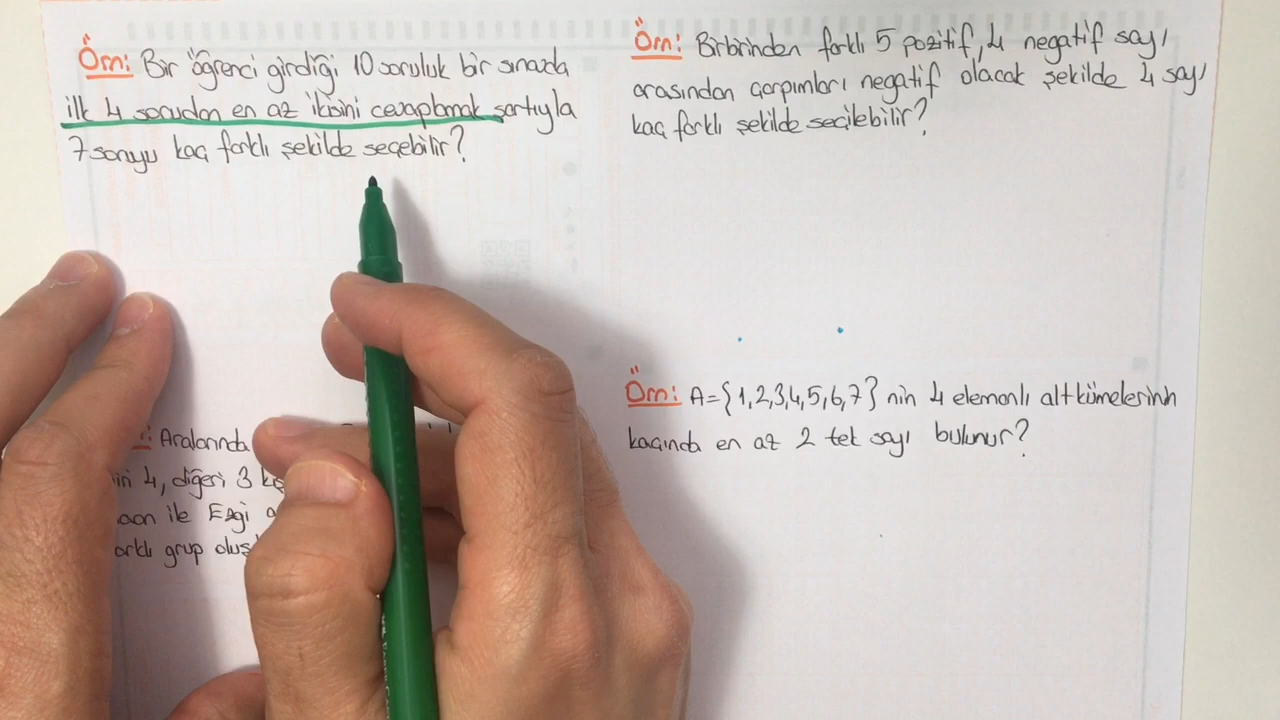 Örn: Bir öğrenci girdiği 10 soruluk bir sınavda
ilk 4 sorudan en az ikisini cevaplamak şartıyla
7 soruyu kaç farklı şekilde seçebilir?
Örn: Birbirinden farklı 5 pozitif, 4 negatif sayı
arasından çarpımları negatif olacak şekilde 4 sayı
kaç farklı şekilde seçilebilir?
Aralarında
4, diğeri 3
ile Ezgi
grup
Örn: A={1,2,3,4,5,6,7} nin 4 elemanlı alt kümelerinin
kaçında en az 2 tek sayı bulunur?